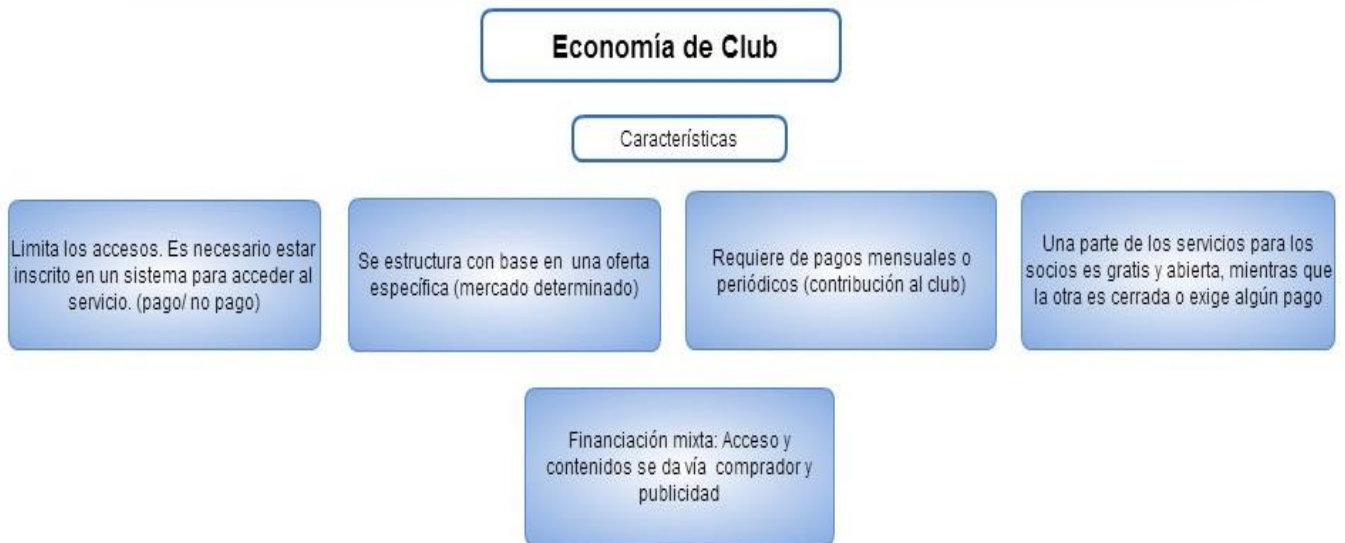 Economía de Club
Características
Limita los accesos. Es necesario estar
inscrito en un sistema para acceder al
servicio. (pago/ no pago)
Se estructura con base en una oferta
específica (mercado determinado)
Requiere de pagos mensuales o
periódicos (contribución al club)
Una parte de los servicios para los
socios es gratis y abierta, mientras que
la otra es cerrada o exige algún pago
Financiación mixta: Acceso y
contenidos se da vía comprador y
publicidad